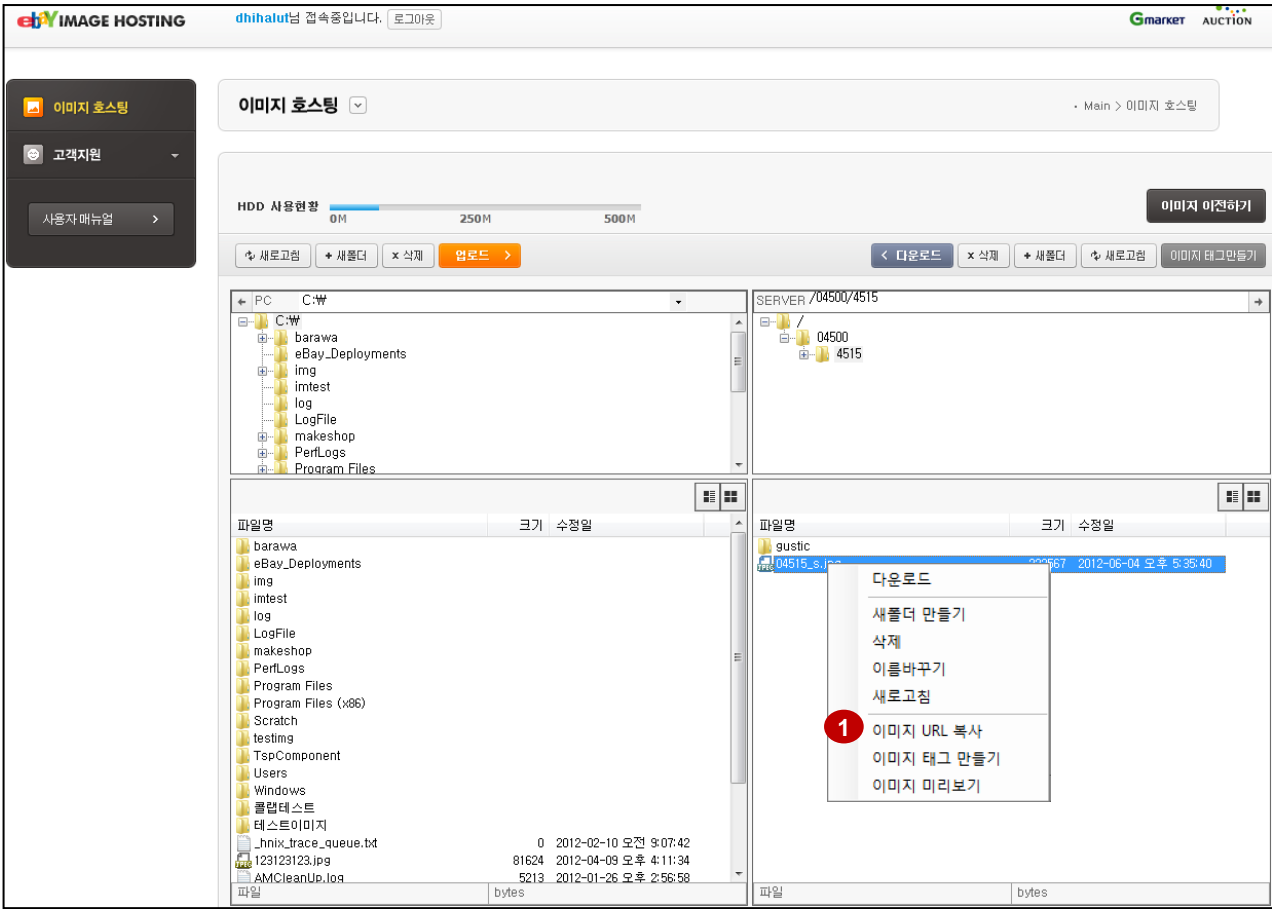 ebaY IMAGE HOSTING
dhihalut님 접속중입니다. 로그아웃
Gmarket AUCTION
이미지 호스팅
고객지원
사용자 매뉴얼 >
이미지 호스팅
• Main > 이미지 호스팅
HDD 사용현황
0M 250M 500M
이미지 이전하기
새로고침 + 새폴더 x 삭제 업로드 >
< 다운로드 x 삭제 + 새폴더 새로고침 이미지 태그만들기
PC C:₩
C:₩
barawa
eBay_Deployments
img
imtest
log
LogFile
makeshop
PerfLogs
Program Files
SERVER /04500/4515
/
04500
4515
파일명 크기 수정일
barawa
eBay_Deployments
img
imtest
log
LogFile
makeshop
PerfLogs
Program Files
Program Files (x86)
Scratch
testimg
TspComponent
Users
Windows
콜랩테스트
테스트이미지
_hnix_trace_queue.txt 0 2012-02-10 오전 9:07:42
123123123.jpg 81624 2012-04-09 오후 4:11:34
AMCleanUp.log 5213 2012-01-26 오후 2:56:58
파일 bytes
파일명 크기 수정일
gustic
04515_s.jpg 2012-06-04 오후 5:35:40
다운로드
새폴더 만들기
삭제
이름바꾸기
새로고침
1 이미지 URL 복사
이미지 태그 만들기
이미지 미리보기
파일 bytes